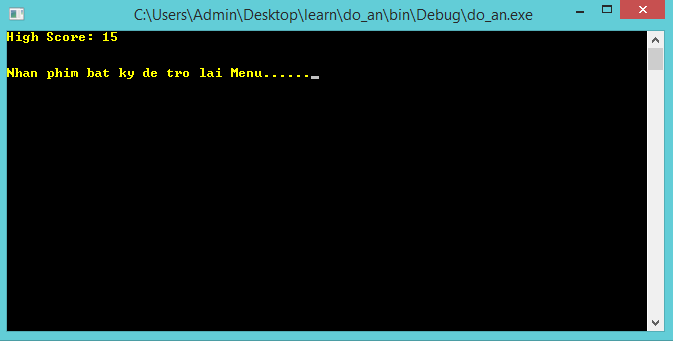 C:\Users\Admin\Desktop\learn\do_an\bin\Debug\do_an.exe
High Score: 15
Nhan phim bat ky de tro lai Menu......